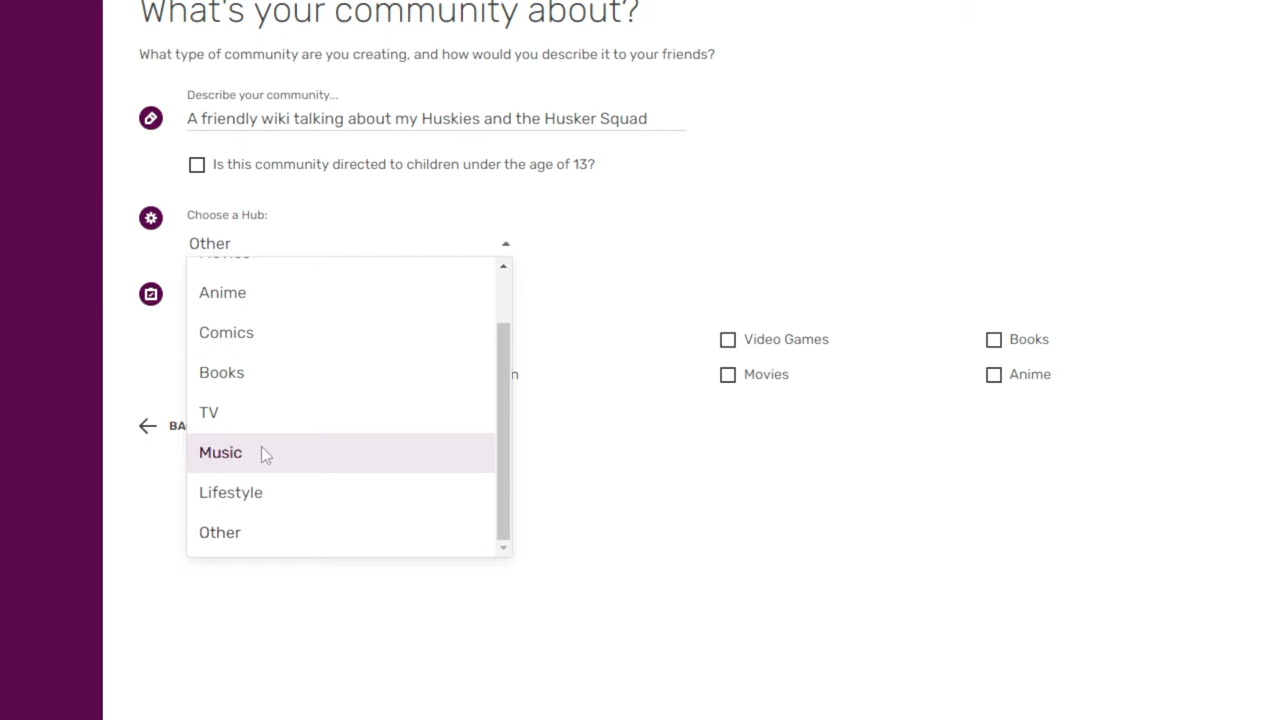 What's your community about?
What type of community are you creating, and how would you describe it to your friends?
Describe your community...
A friendly wiki talking about my Huskies and the Husker Squad
Is this community directed to children under the age of 13?
Choose a Hub:
Other
Anime
Comics
Books
TV
Music
Lifestyle
Other
Video Games
Books
n
Movies
Anime
BA